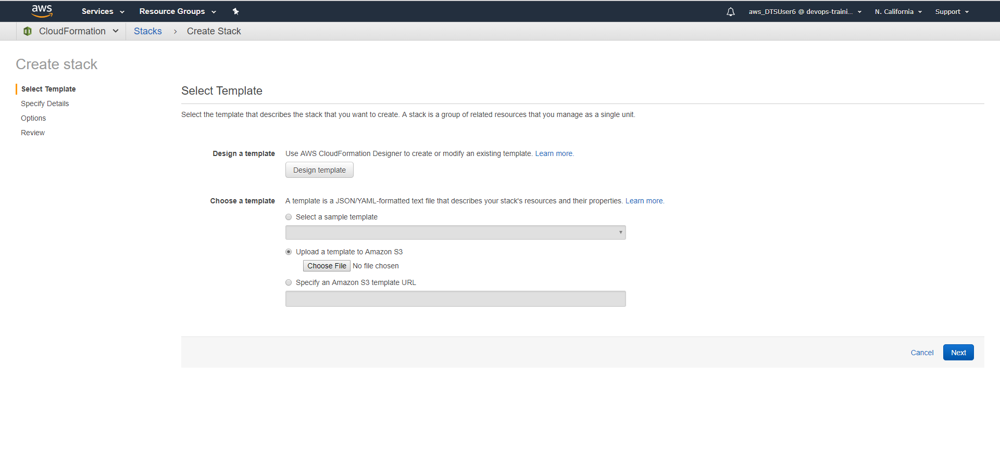 aws Services Resource Groups aws_DTSUser6 @ devops-traini... N. California Support
CloudFormation Stacks > Create Stack
Create stack
Select Template
Specify Details
Options
Review
Select Template
Select the template that describes the stack that you want to create. A stack is a group of related resources that you manage as a single unit.
Design a template Use AWS CloudFormation Designer to create or modify an existing template. Learn more.
Design template
Choose a template A template is a JSON/YAML-formatted text file that describes your stack's resources and their properties. Learn more.
Select a sample template
Upload a template to Amazon S3
Choose File No file chosen
Specify an Amazon S3 template URL
Cancel Next